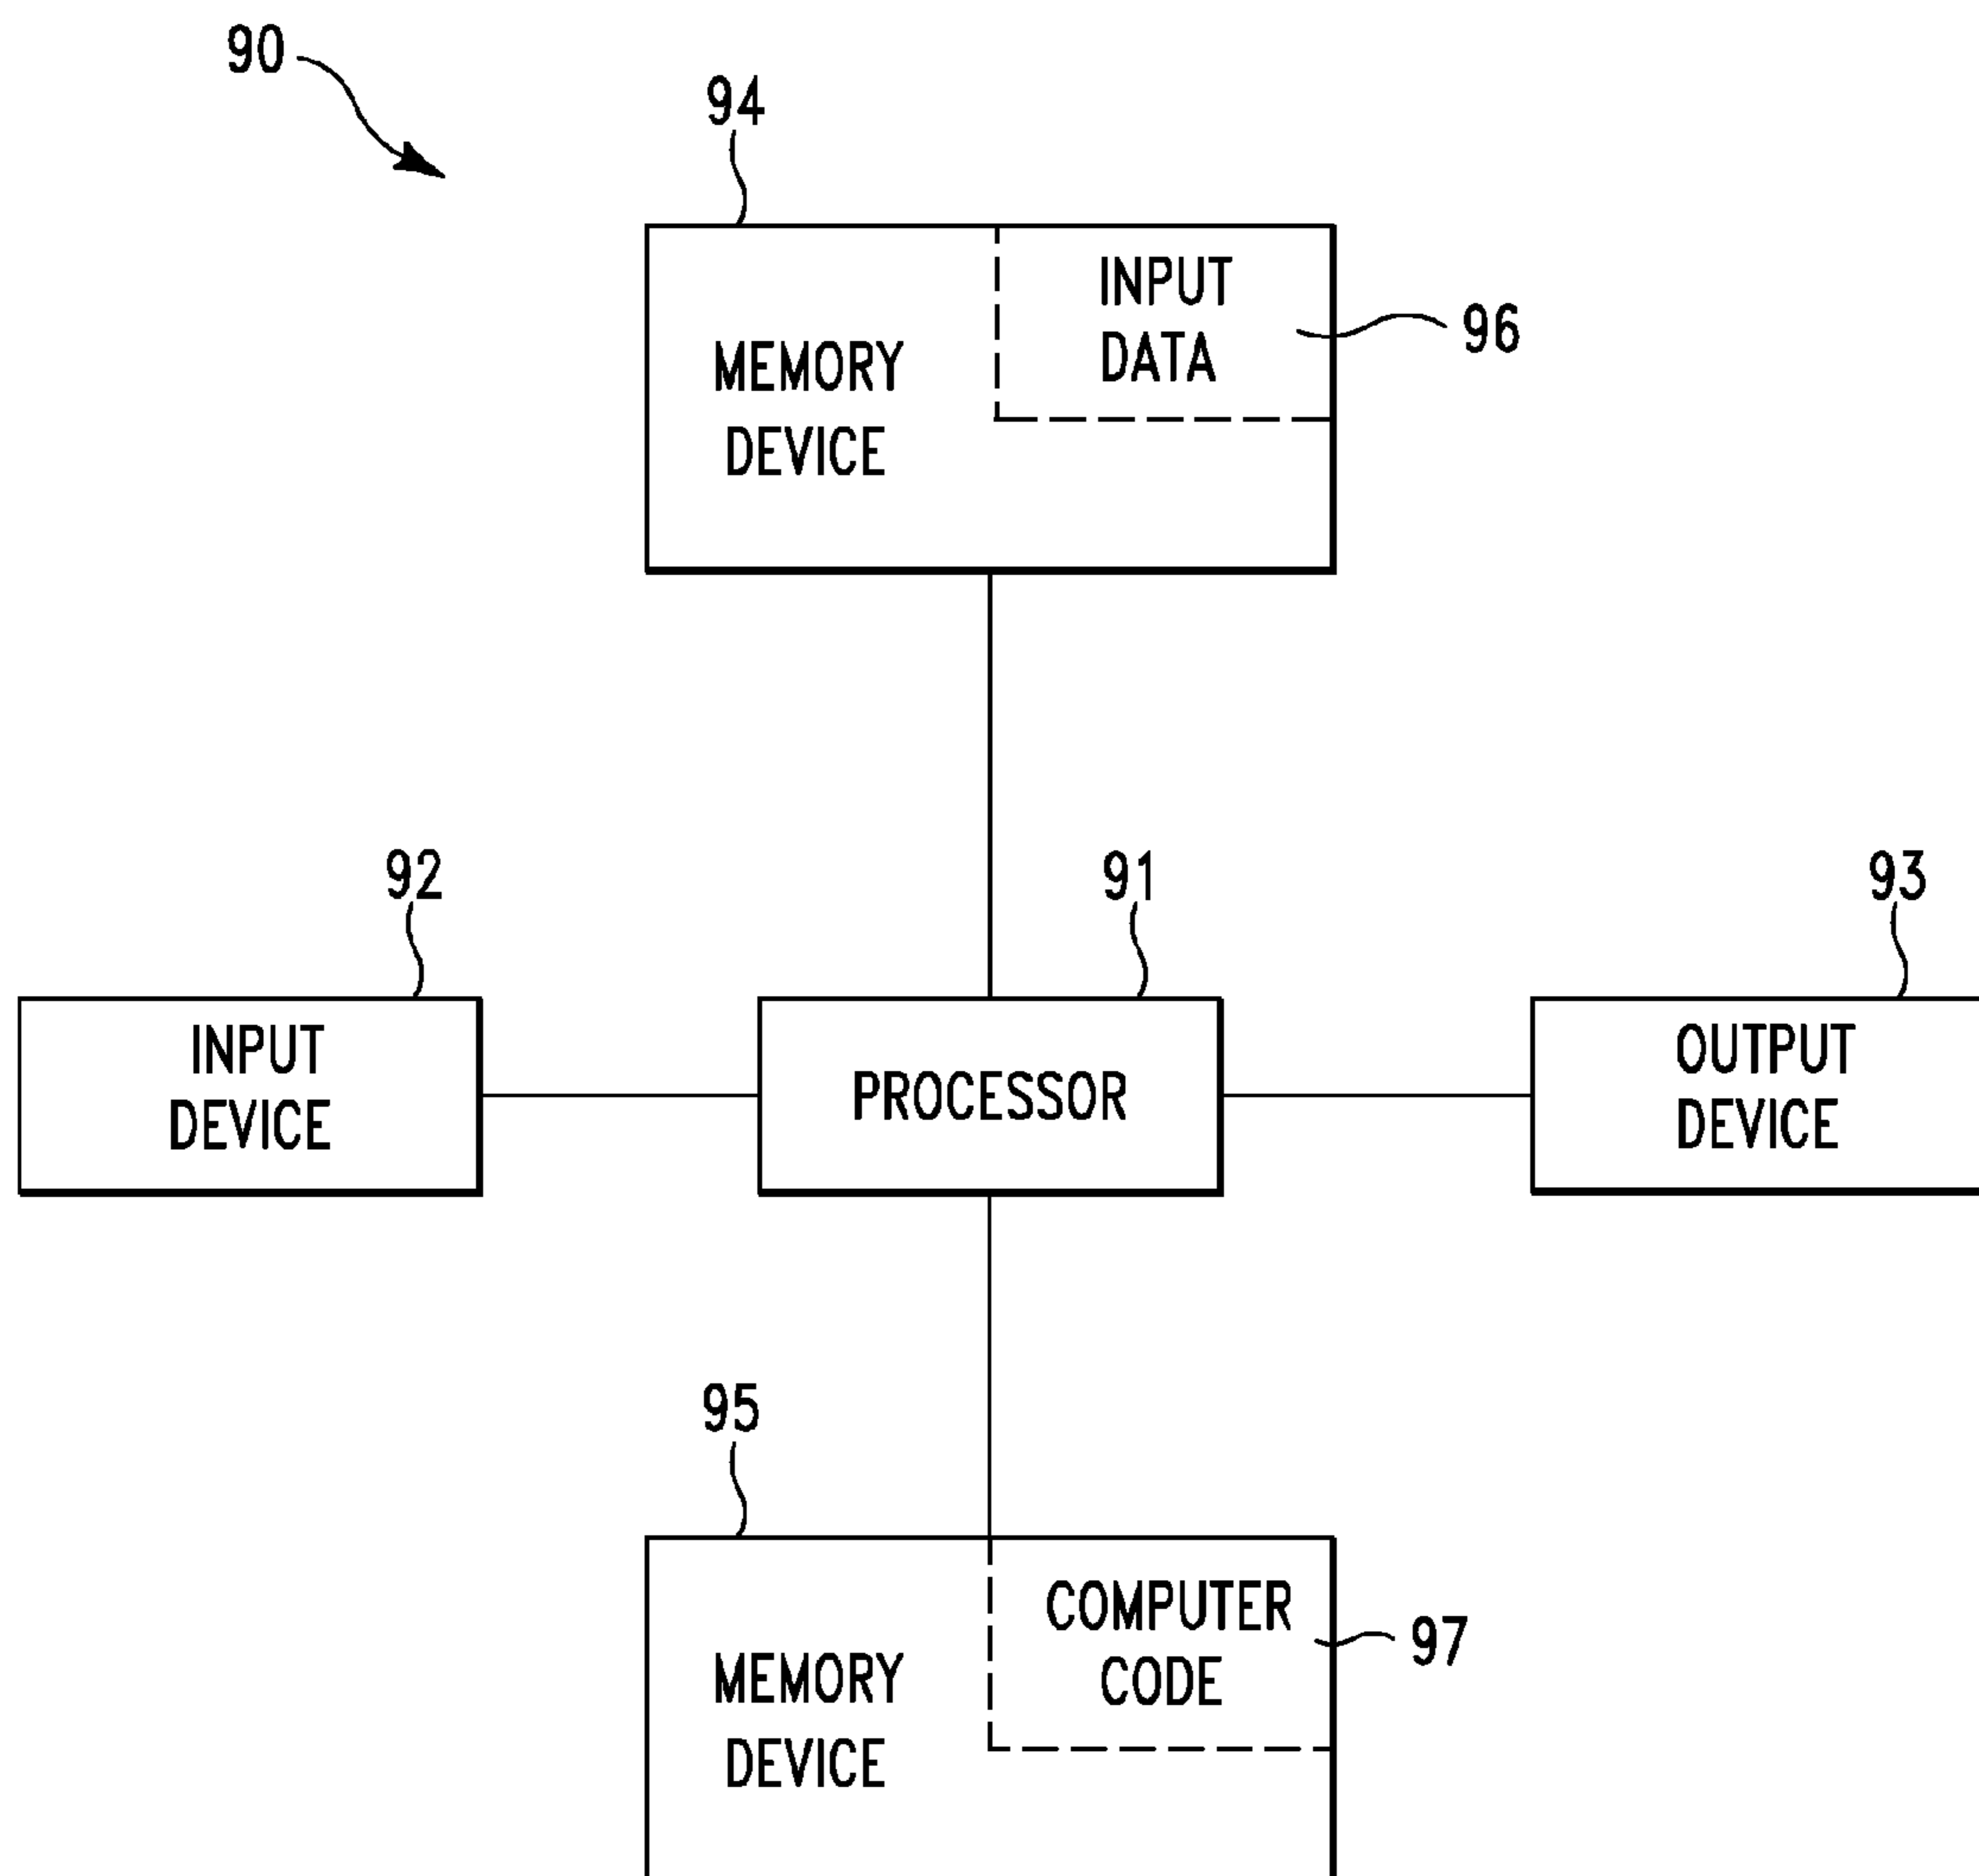 90
94
INPUT
DATA
96
MEMORY
DEVICE
92
91
93
INPUT
DEVICE
PROCESSOR
OUTPUT
DEVICE
95
COMPUTER
CODE
97
MEMORY
DEVICE